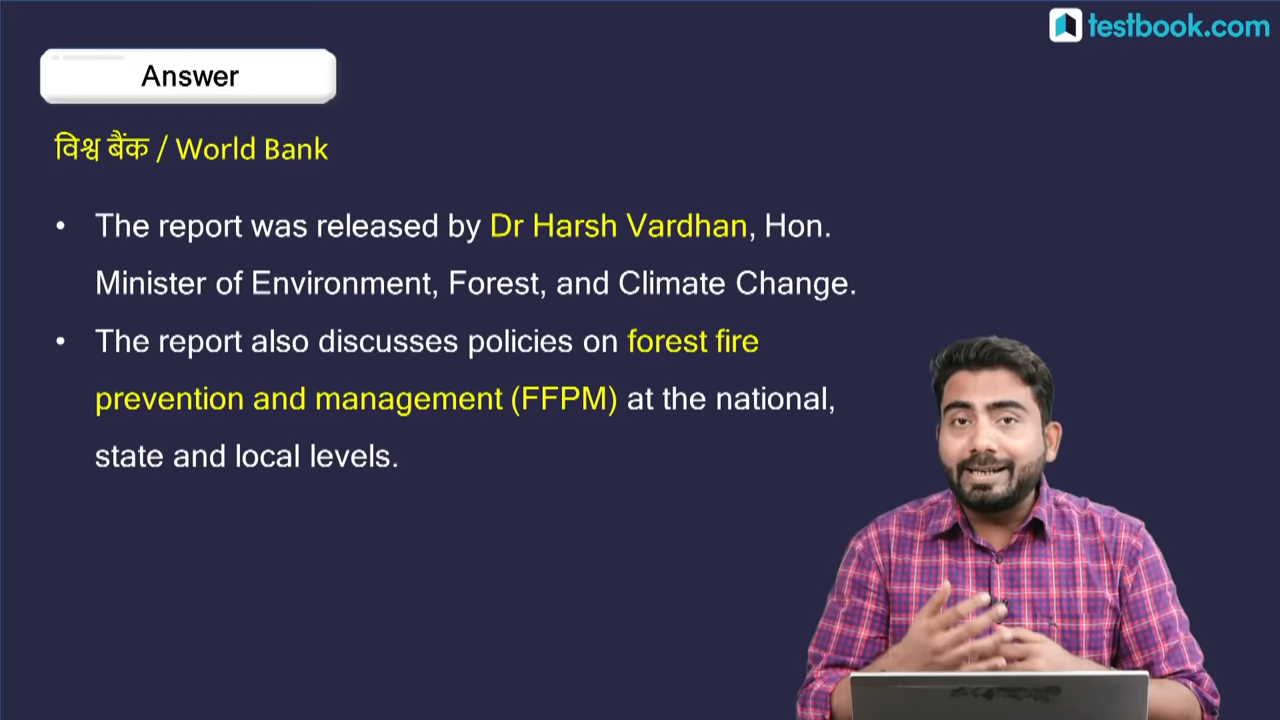 testbook.com
Answer
विश्व बैंक / World Bank
• The report was released by Dr Harsh Vardhan, Hon.
Minister of Environment, Forest, and Climate Change.
• The report also discusses policies on forest fire
prevention and management (FFPM) at the national,
state and local levels.